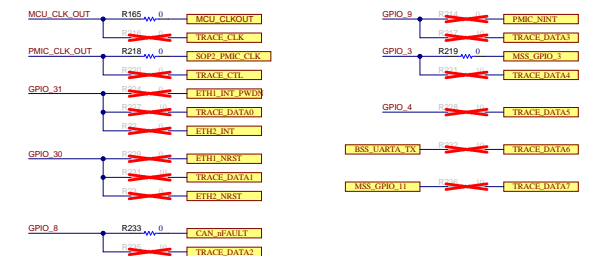 MCU_CLK_OUT R165 0 MCU_CLKOUT
TRACE_CLK
PMIC_CLK_OUT R218 0 SOP2_PMIC_CLK
TRACE_CTL
GPIO_31 ETH1_INT_PWDN
TRACE_DATA0
ETH2_INT
GPIO_30 ETH1_NRST
TRACE_DATA1
ETH2_NRST
GPIO_8 R233 0 CAN_nFAULT
TRACE_DATA2
GPIO_9 PMIC_NINT
TRACE_DATA3
GPIO_3 R219 0 MSS_GPIO_3
TRACE_DATA4
GPIO_4 TRACE_DATA5
BSS_UARTA_TX TRACE_DATA6
MSS_GPIO_11 TRACE_DATA7